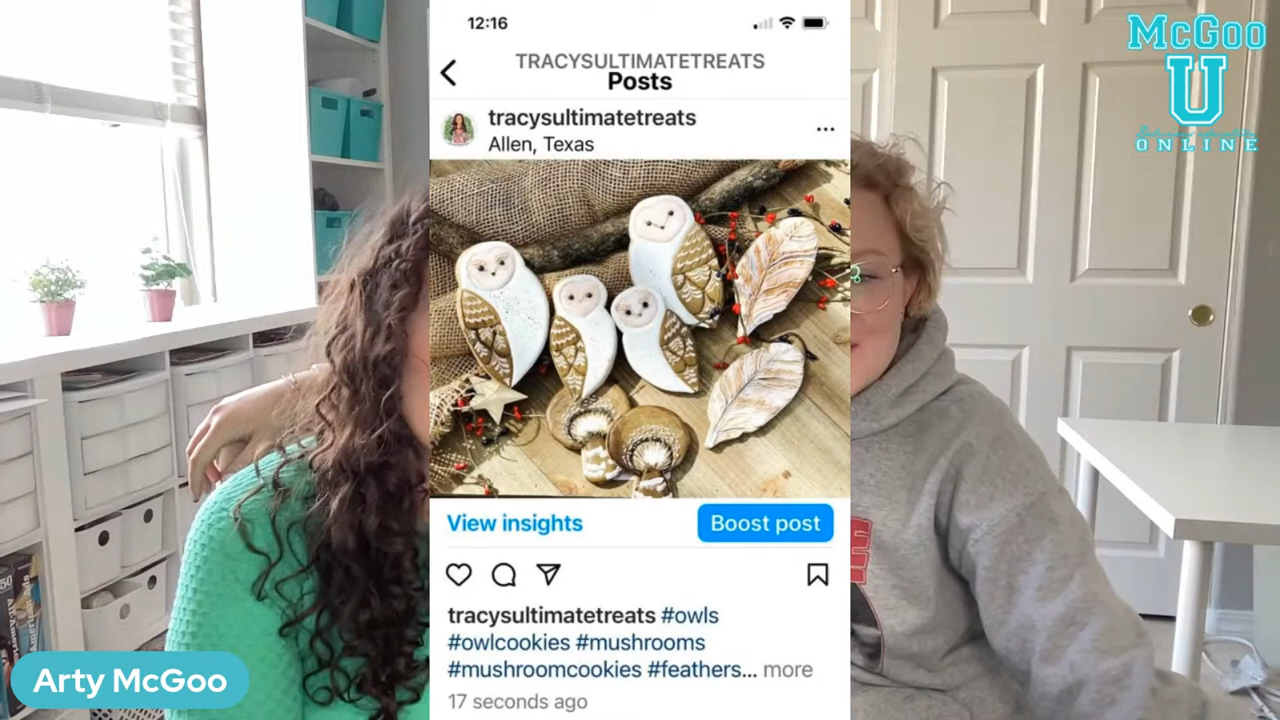 12:16
TRACYSULTIMATETREATS
Posts
tracysultimatetreats
Allen, Texas
View insights
Boost post
tracysultimatetreats #owls
#owlcookies #mushrooms
#mushroomcookies #feathers... more
17 seconds ago
Arty McGoo
McGoo
U
ONLINE